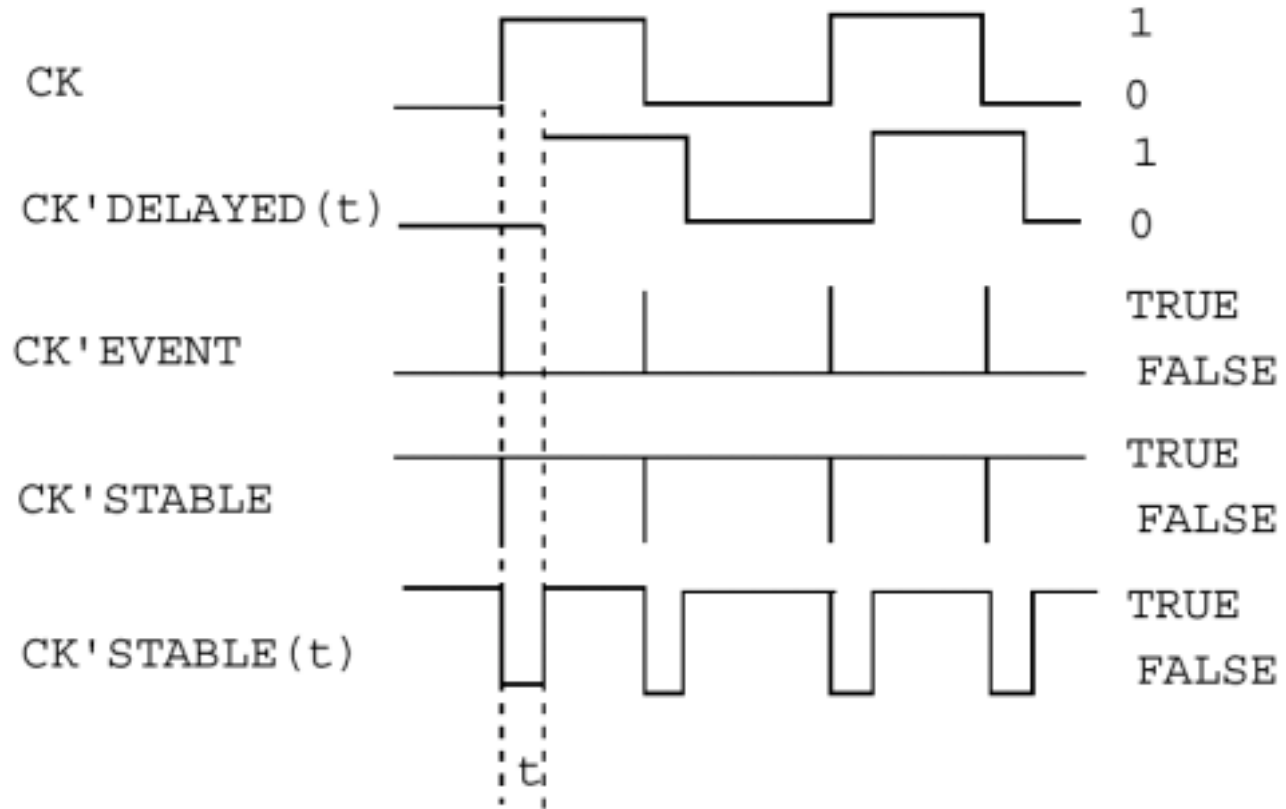 CK
1
0
CK'DELAYED(t)
1
0
CK'EVENT
TRUE
FALSE
CK'STABLE
TRUE
FALSE
CK'STABLE(t)
TRUE
FALSE
t